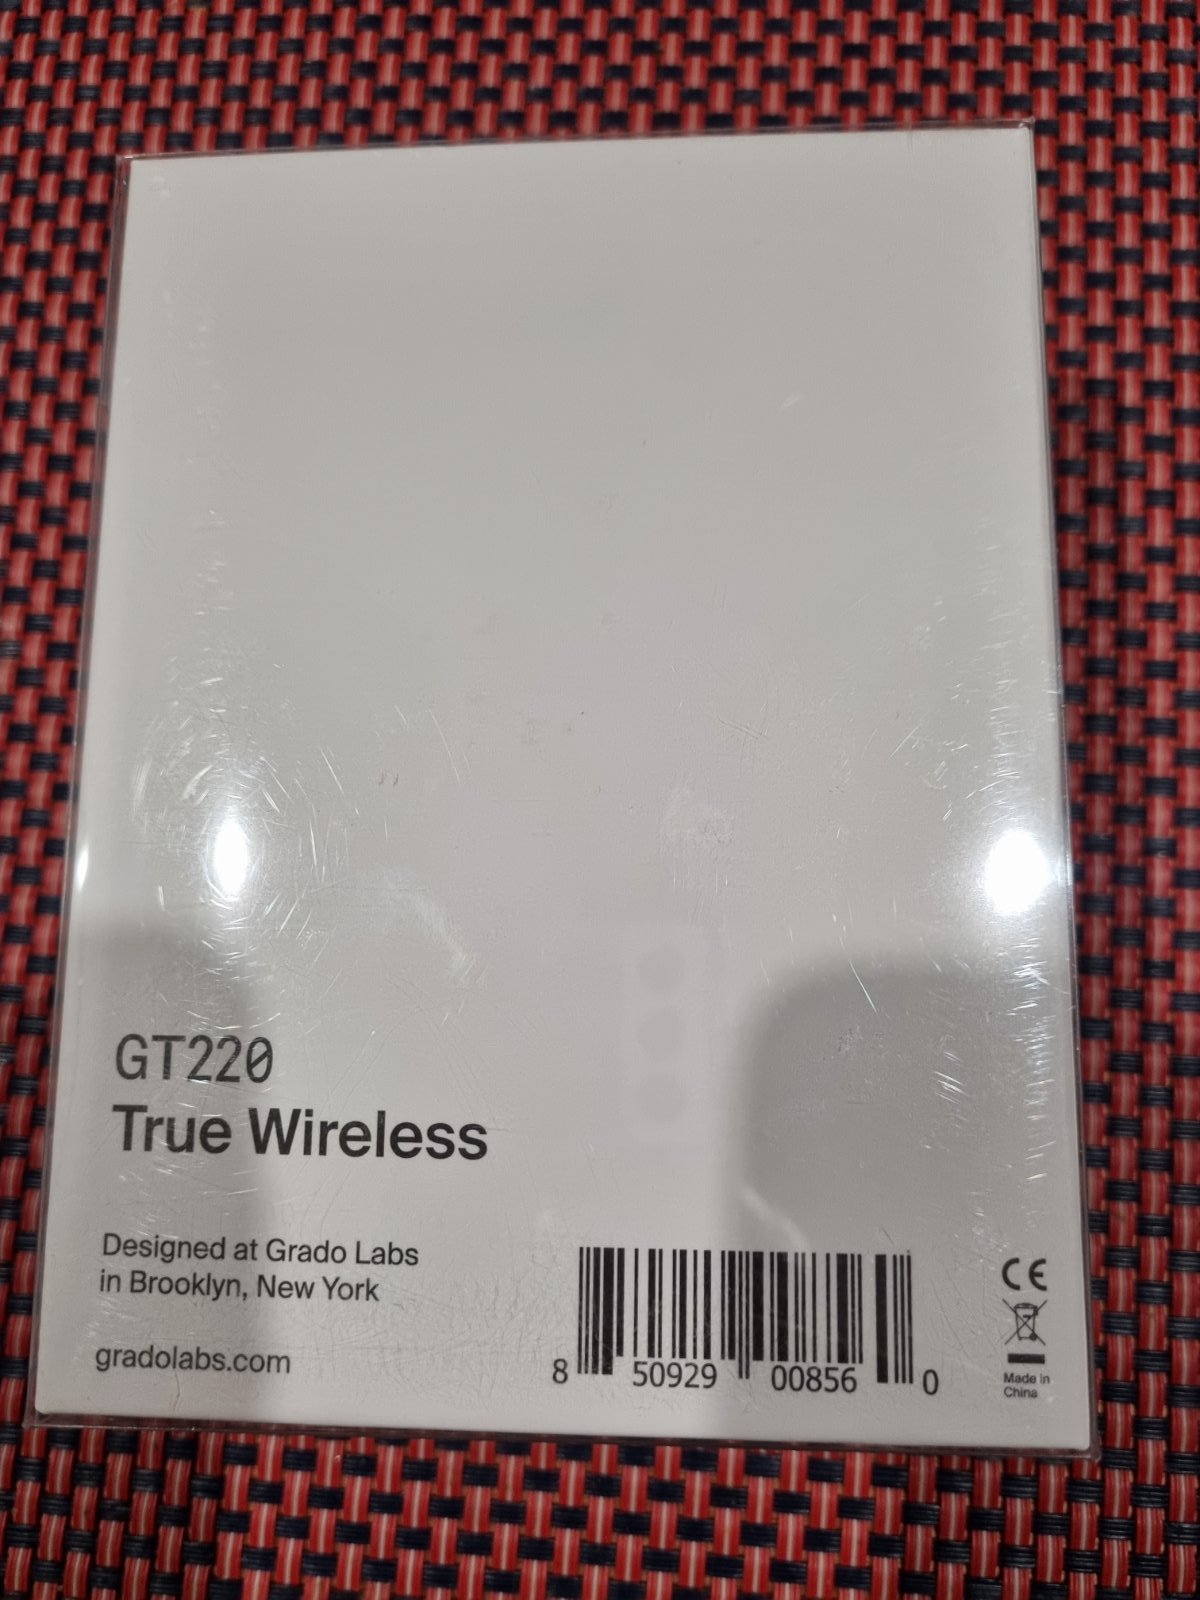 GT220
True Wireless
Designed at Grado Labs
in Brooklyn, New York
gradolabs.com
8 50929 00856 0
CE
Made in
China